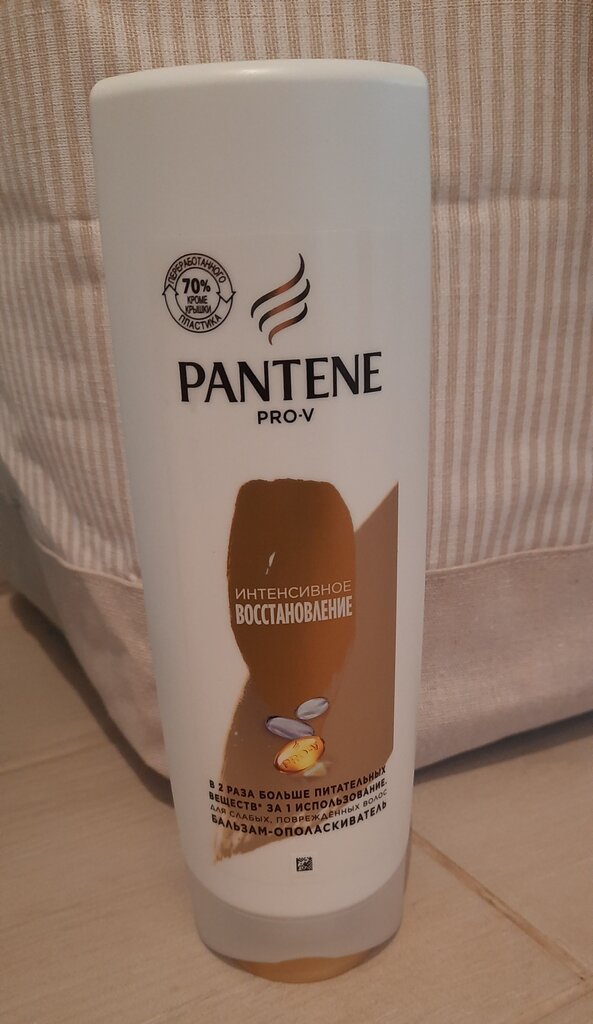 ПЕРЕРАБОТАННОГО
70%
КРОМЕ
КРЫШКИ
ПЛАСТИКА
PANTENE
PRO-V
ИНТЕНСИВНОЕ
ВОССТАНОВЛЕНИЕ
PRO-V
В 2 РАЗА БОЛЬШЕ ПИТАТЕЛЬНЫХ
ВЕЩЕСТВ* ЗА 1 ИСПОЛЬЗОВАНИЕ.
ДЛЯ СЛАБЫХ, ПОВРЕЖДЁННЫХ ВОЛОС
БАЛЬЗАМ-ОПОЛАСКИВАТЕЛЬ